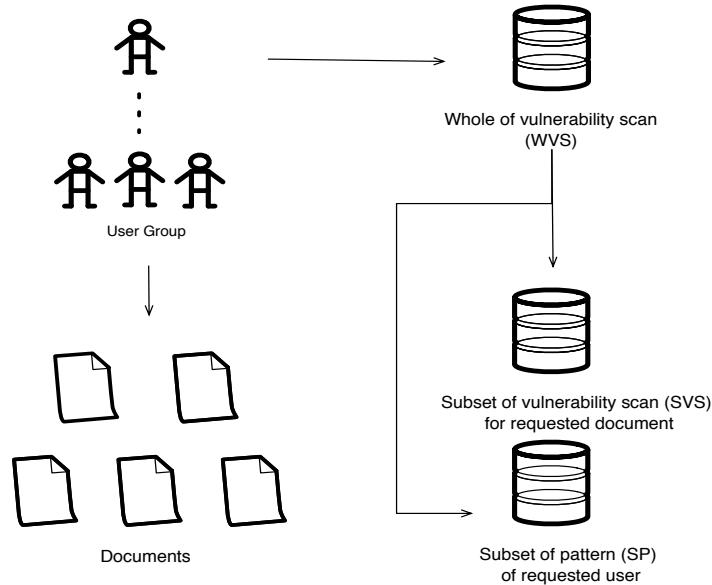 Whole of vulnerability scan
(WVS)
User Group
Subset of vulnerability scan (SVS)
for requested document
Documents
Subset of pattern (SP)
of requested user